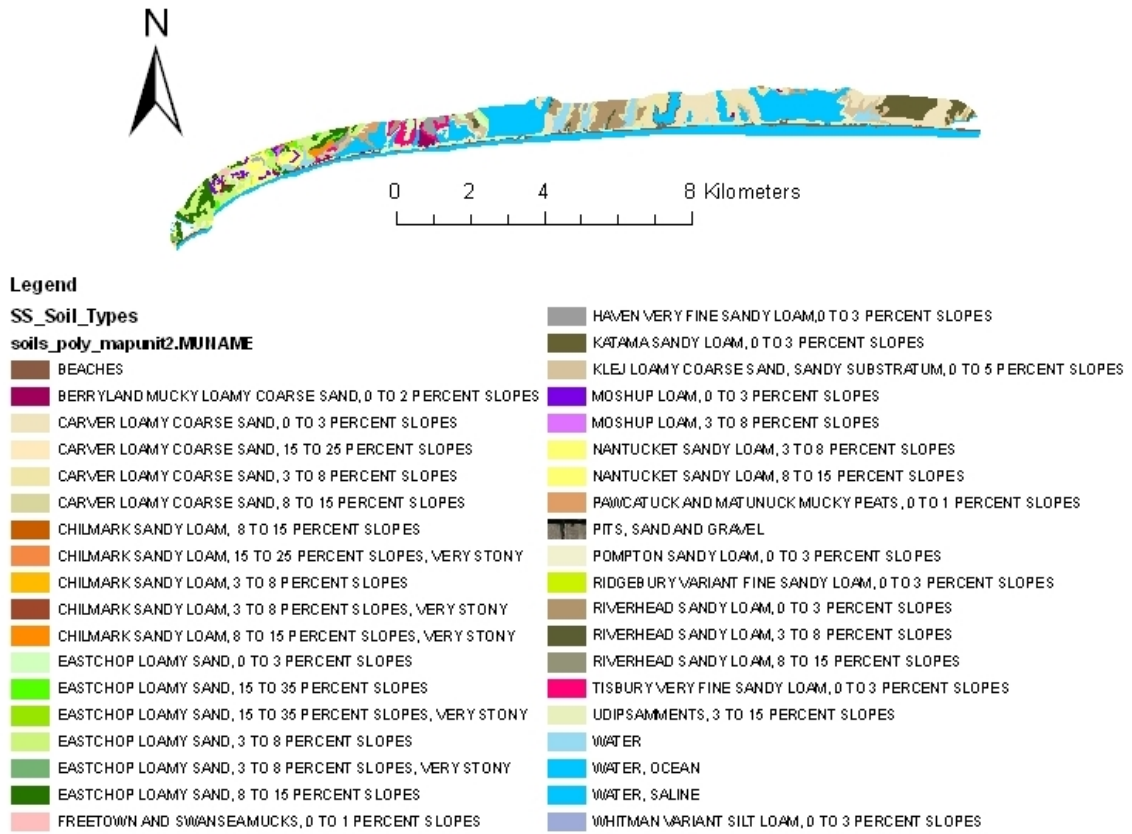 N
0 2 4 8 Kilometers
Legend
SS_Soil_Types
soils_poly_mapunit2.MUNAME
BEACHES
BERRYLAND MUCKY LOAMY COARSE SAND, 0 TO 2 PERCENT SLOPES
CARVER LOAMY COARSE SAND, 0 TO 3 PERCENT SLOPES
CARVER LOAMY COARSE SAND, 15 TO 25 PERCENT SLOPES
CARVER LOAMY COARSE SAND, 3 TO 8 PERCENT SLOPES
CARVER LOAMY COARSE SAND, 8 TO 15 PERCENT SLOPES
CHILMARK SANDY LOAM, 8 TO 15 PERCENT SLOPES
CHILMARK SANDY LOAM, 15 TO 25 PERCENT SLOPES, VERY STONY
CHILMARK SANDY LOAM, 3 TO 8 PERCENT SLOPES
CHILMARK SANDY LOAM, 3 TO 8 PERCENT SLOPES, VERY STONY
CHILMARK SANDY LOAM, 8 TO 15 PERCENT SLOPES, VERY STONY
EASTCHOP LOAMY SAND, 0 TO 3 PERCENT SLOPES
EASTCHOP LOAMY SAND, 15 TO 35 PERCENT SLOPES
EASTCHOP LOAMY SAND, 15 TO 35 PERCENT SLOPES, VERY STONY
EASTCHOP LOAMY SAND, 3 TO 8 PERCENT SLOPES
EASTCHOP LOAMY SAND, 3 TO 8 PERCENT SLOPES, VERY STONY
EASTCHOP LOAMY SAND, 8 TO 15 PERCENT SLOPES
FREETOWN AND SWANSEA MUCKS, 0 TO 1 PERCENT SLOPES
HAVEN VERY FINE SANDY LOAM,0 TO 3 PERCENT SLOPES
KATAMA SANDY LOAM, 0 TO 3 PERCENT SLOPES
KLEJ LOAMY COARSE SAND, SANDY SUBSTRATUM, 0 TO 5 PERCENT SLOPES
MOSHUP LOAM, 0 TO 3 PERCENT SLOPES
MOSHUP LOAM, 3 TO 8 PERCENT SLOPES
NANTUCKET SANDY LOAM, 3 TO 8 PERCENT SLOPES
NANTUCKET SANDY LOAM, 8 TO 15 PERCENT SLOPES
PAWCATUCK AND MATUNUCK MUCKY PEATS, 0 TO 1 PERCENT SLOPES
PITS, SAND AND GRAVEL
POMPTON SANDY LOAM, 0 TO 3 PERCENT SLOPES
RIDGEBURY VARIANT FINE SANDY LOAM, 0 TO 3 PERCENT SLOPES
RIVERHEAD SANDY LOAM, 0 TO 3 PERCENT SLOPES
RIVERHEAD SANDY LOAM, 3 TO 8 PERCENT SLOPES
RIVERHEAD SANDY LOAM, 8 TO 15 PERCENT SLOPES
TISBURY VERY FINE SANDY LOAM, 0 TO 3 PERCENT SLOPES
UDIPSAMMENTS, 3 TO 15 PERCENT SLOPES
WATER
WATER, OCEAN
WATER, SALINE
WHITMAN VARIANT SILT LOAM, 0 TO 3 PERCENT SLOPES